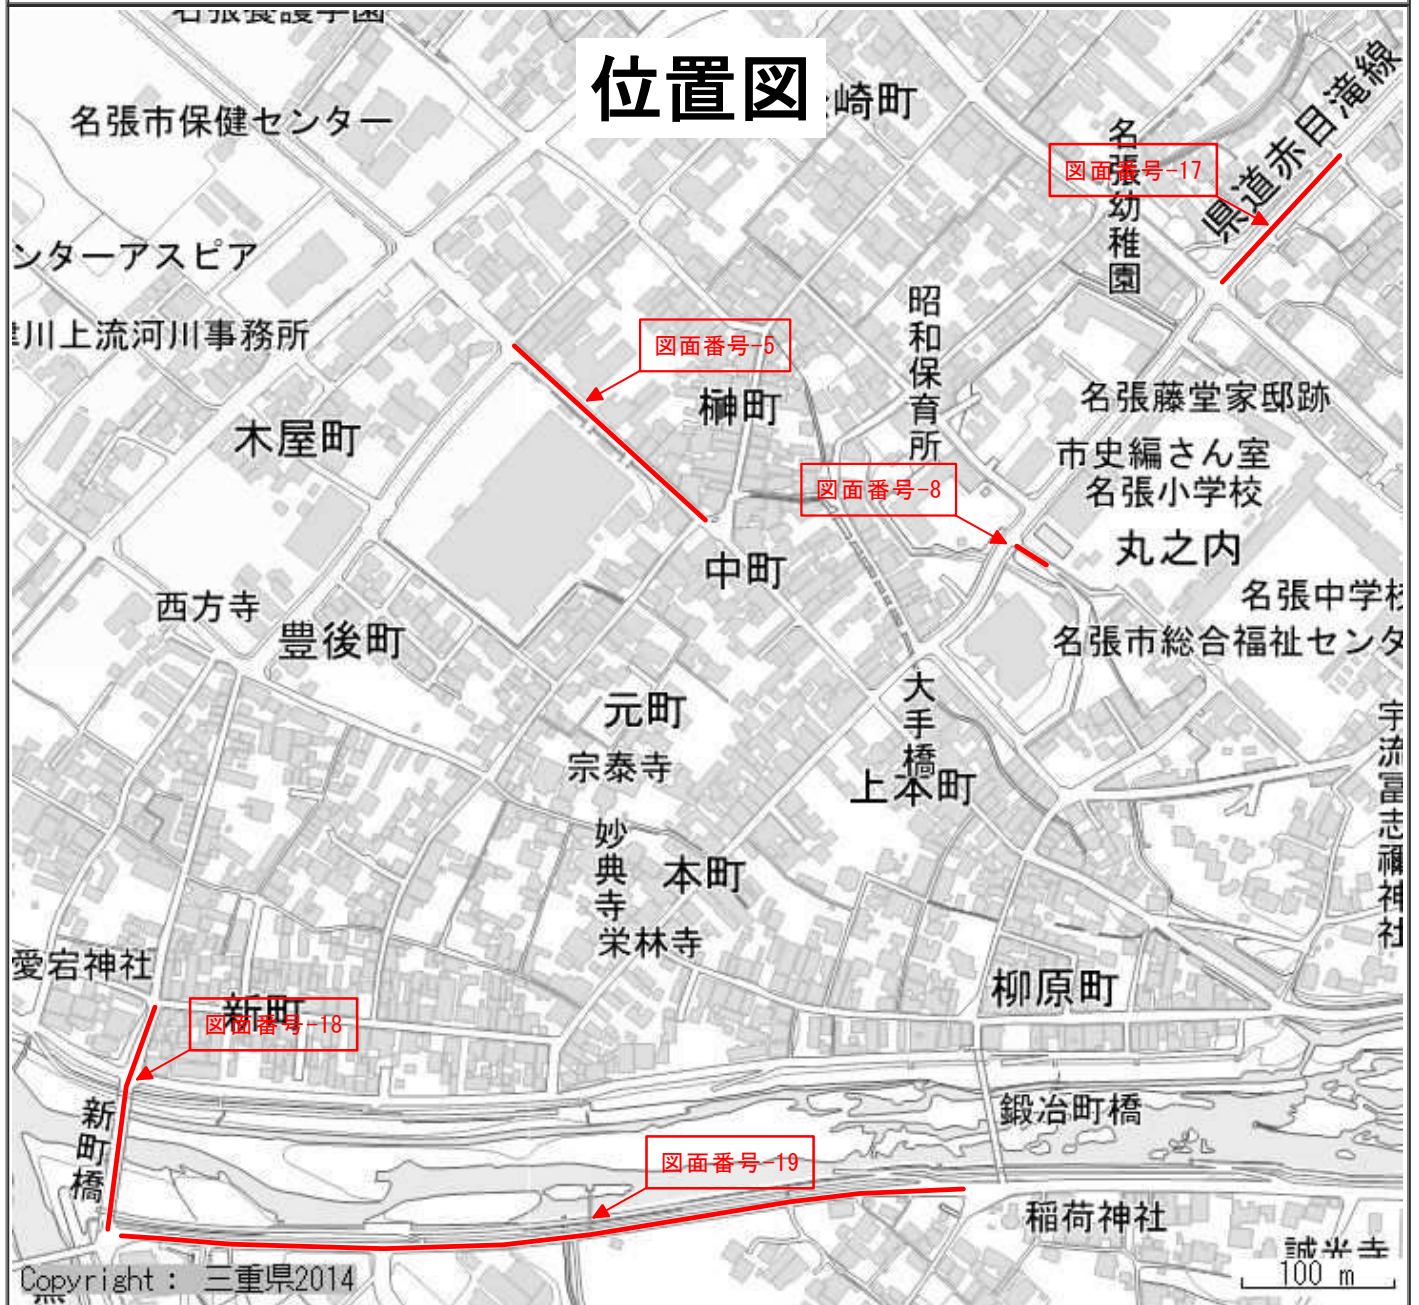 名張養護学園
位置図
崎町
名張市保健センター
県道赤目滝線
名張幼稚園
図面番号-17
ンターアスピア
昭和保育所
川上流河川事務所
図面番号-5
榊町
名張藤堂家邸跡
木屋町
市史編さん室
名張小学校
図面番号-8
丸之内
中町
名張中学校
西方寺
豊後町
名張市総合福祉センタ
元町
大手橋
宇流冨志禰神社
宗泰寺
上本町
妙典寺
本町
栄林寺
愛宕神社
柳原町
新町
図面番号-18
新町橋
鍛冶町橋
図面番号-19
稲荷神社
誠光寺
Copyright : 三重県2014
100 m